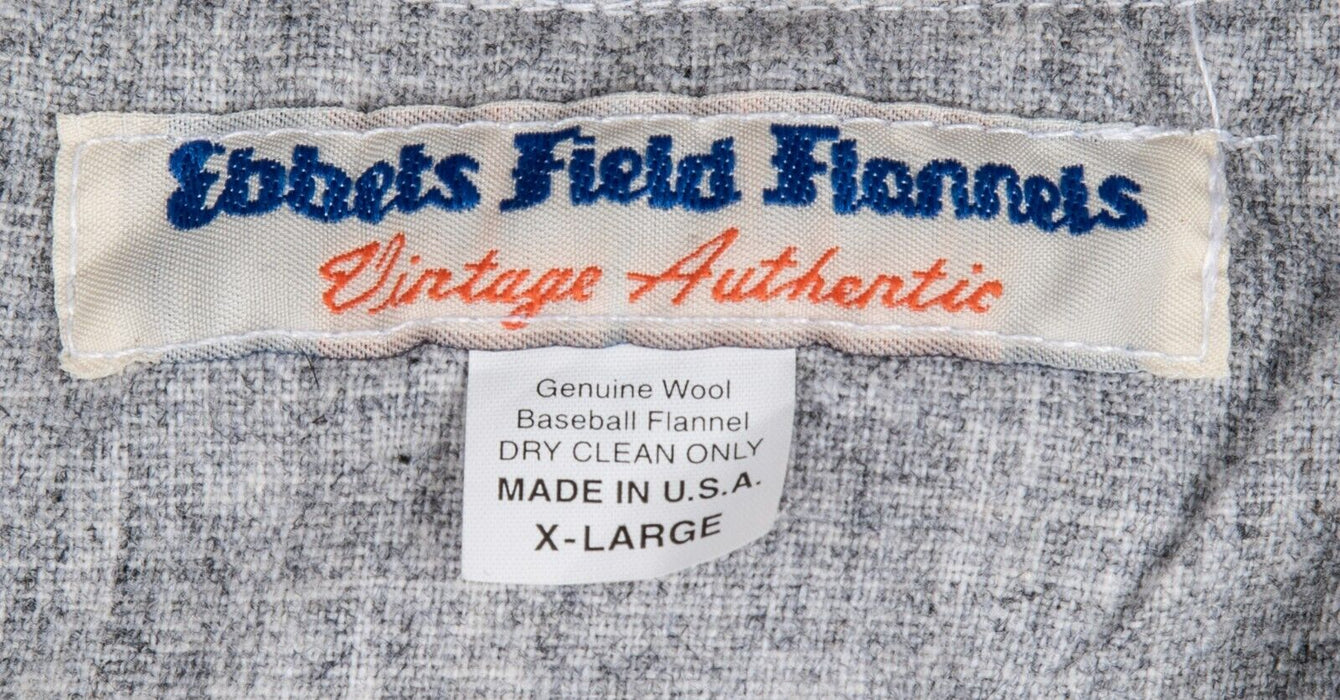 Ebbets Field Flannels
Vintage Authentic
Genuine Wool
Baseball Flannel
DRY CLEAN ONLY
MADE IN U.S.A.
X-LARGE